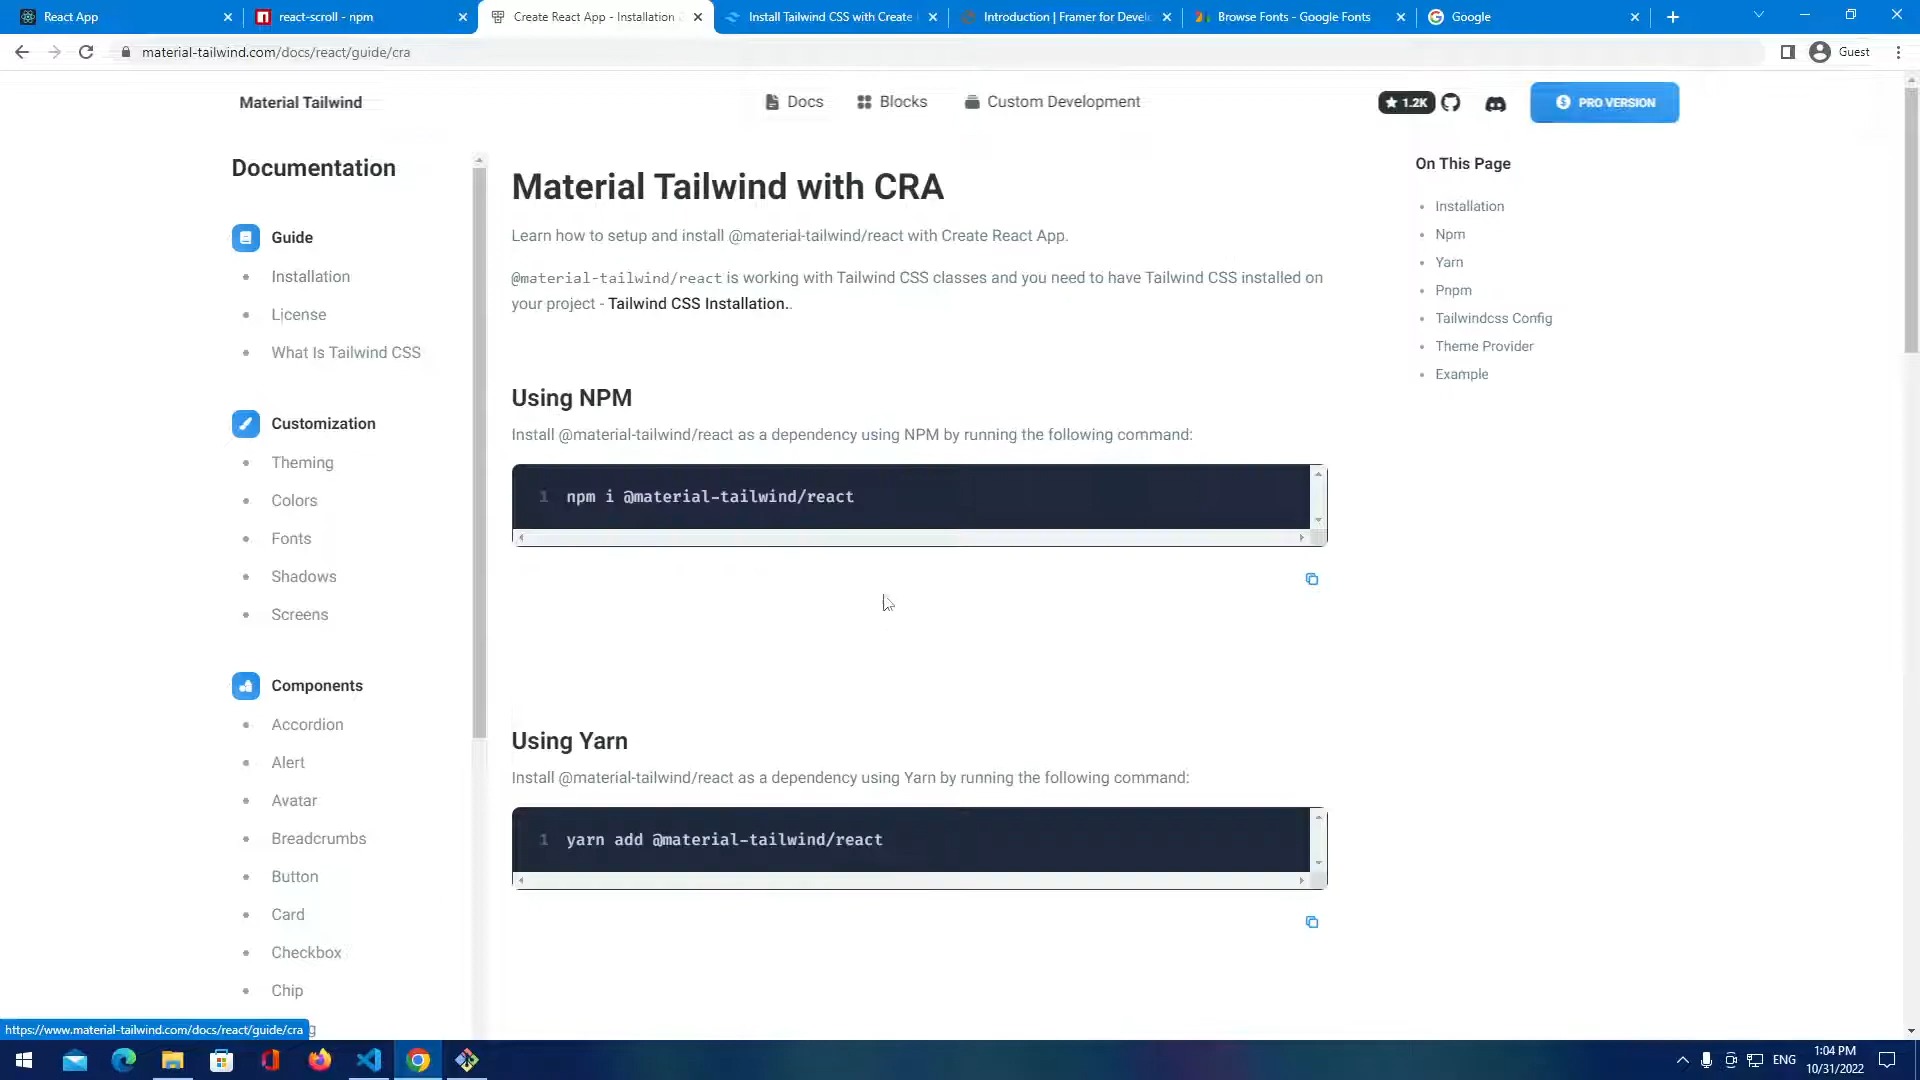 React App
react-scroll - npm
Create React App - Installation
Install Tailwind CSS with Create
Introduction | Framer for Develo
Browse Fonts - Google Fonts
Google
material-tailwind.com/docs/react/guide/cra
Guest
Material Tailwind
Docs
Blocks
Custom Development
1.2K
PRO VERSION
Documentation
Guide
Installation
License
What Is Tailwind CSS
Customization
Theming
Colors
Fonts
Shadows
Screens
Components
Accordion
Alert
Avatar
Breadcrumbs
Button
Card
Checkbox
Chip
Material Tailwind with CRA
Learn how to setup and install @material-tailwind/react with Create React App.
@material-tailwind/react is working with Tailwind CSS classes and you need to have Tailwind CSS installed on
your project - Tailwind CSS Installation..
Using NPM
Install @material-tailwind/react as a dependency using NPM by running the following command:
1 npm i @material-tailwind/react
Using Yarn
Install @material-tailwind/react as a dependency using Yarn by running the following command:
1 yarn add @material-tailwind/react
On This Page
Installation
Npm
Yarn
Pnpm
Tailwindcss Config
Theme Provider
Example
https://www.material-tailwind.com/docs/react/guide/cra
ENG
1:04 PM
10/31/2022